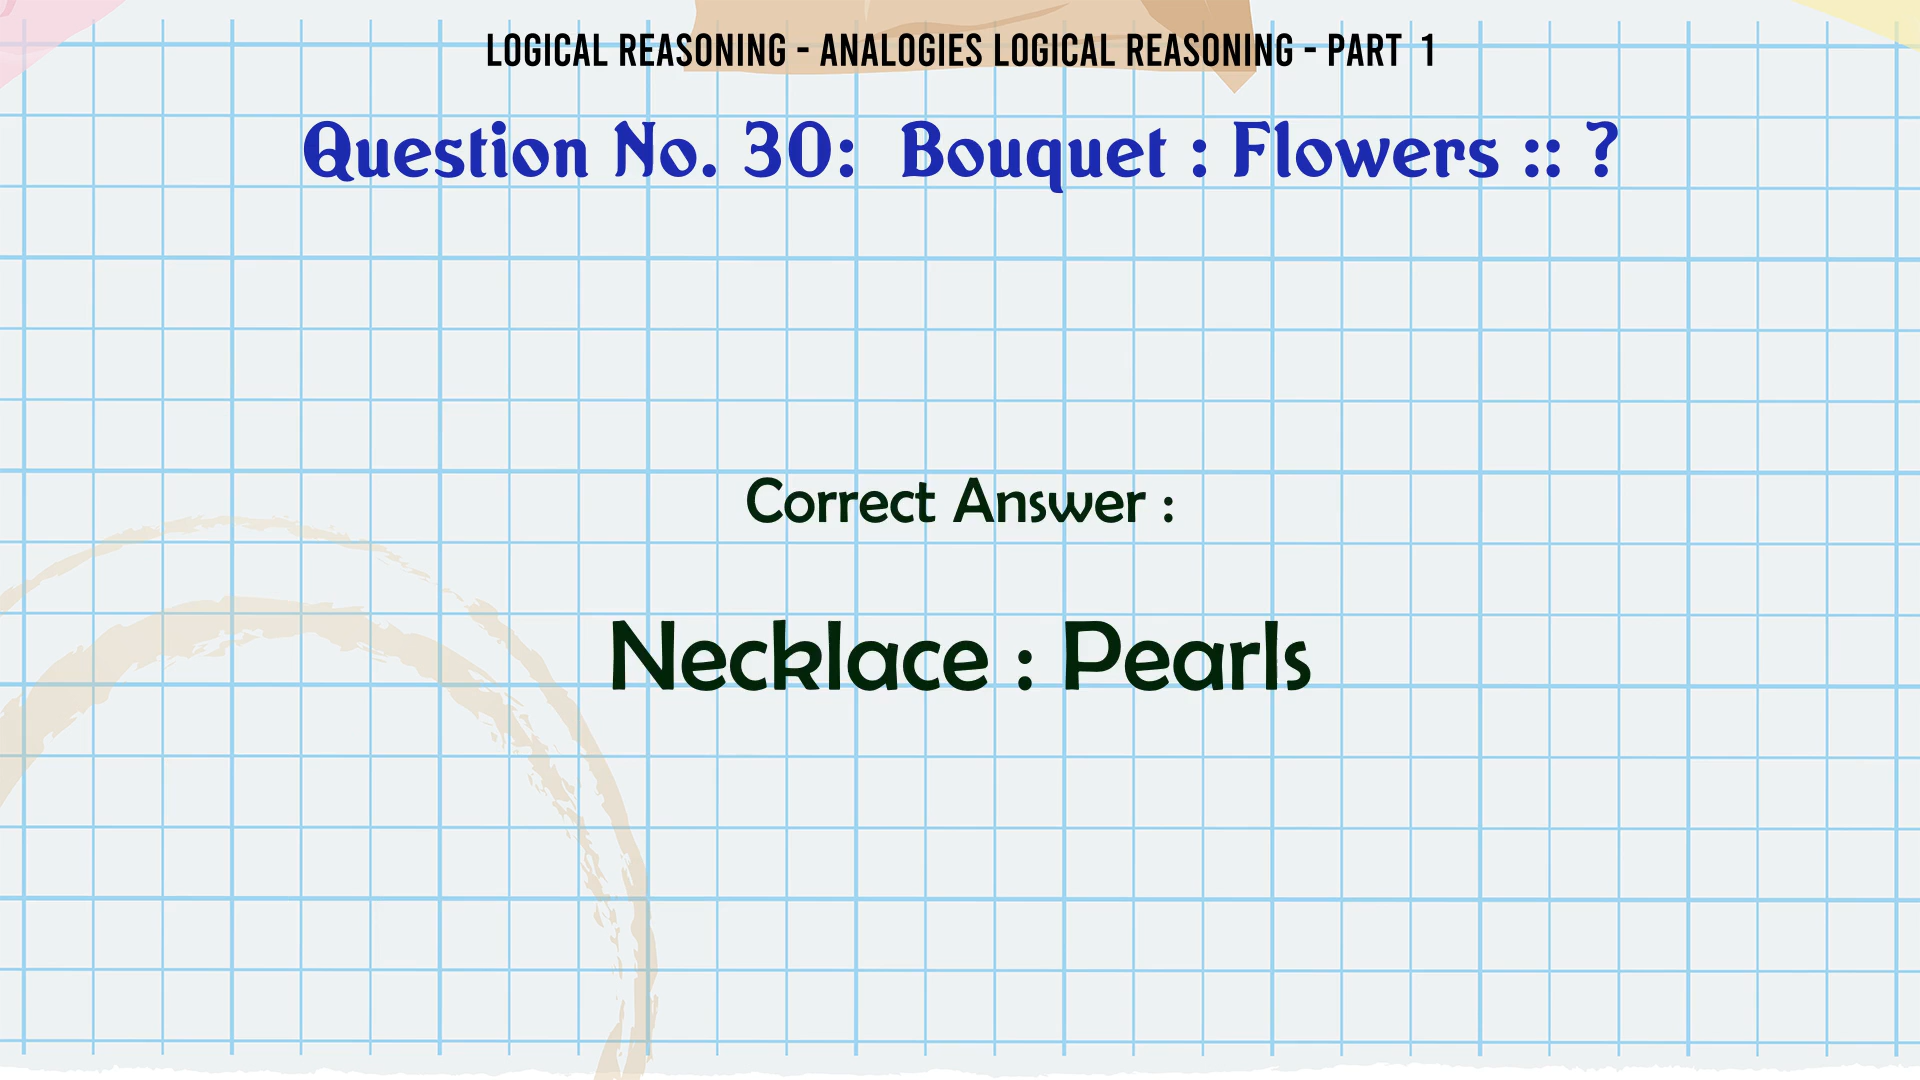 LOGICAL REASONING - ANALOGIES LOGICAL REASONING - PART 1
Question No. 30: Bouquet : Flowers :: ?
Correct Answer :
Necklace : Pearls